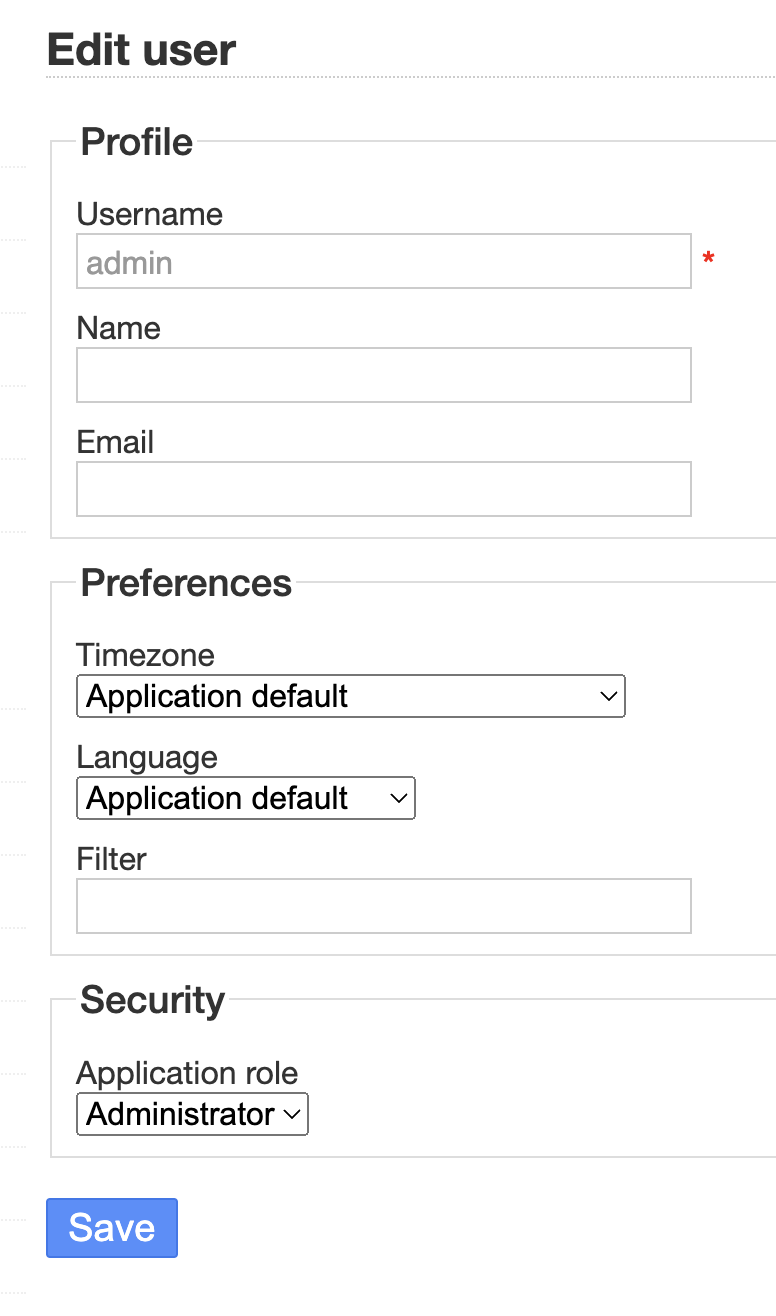 Edit user
Profile
Username
admin *
Name
Email
Preferences
Timezone
Application default
Language
Application default
Filter
Security
Application role
Administrator
Save